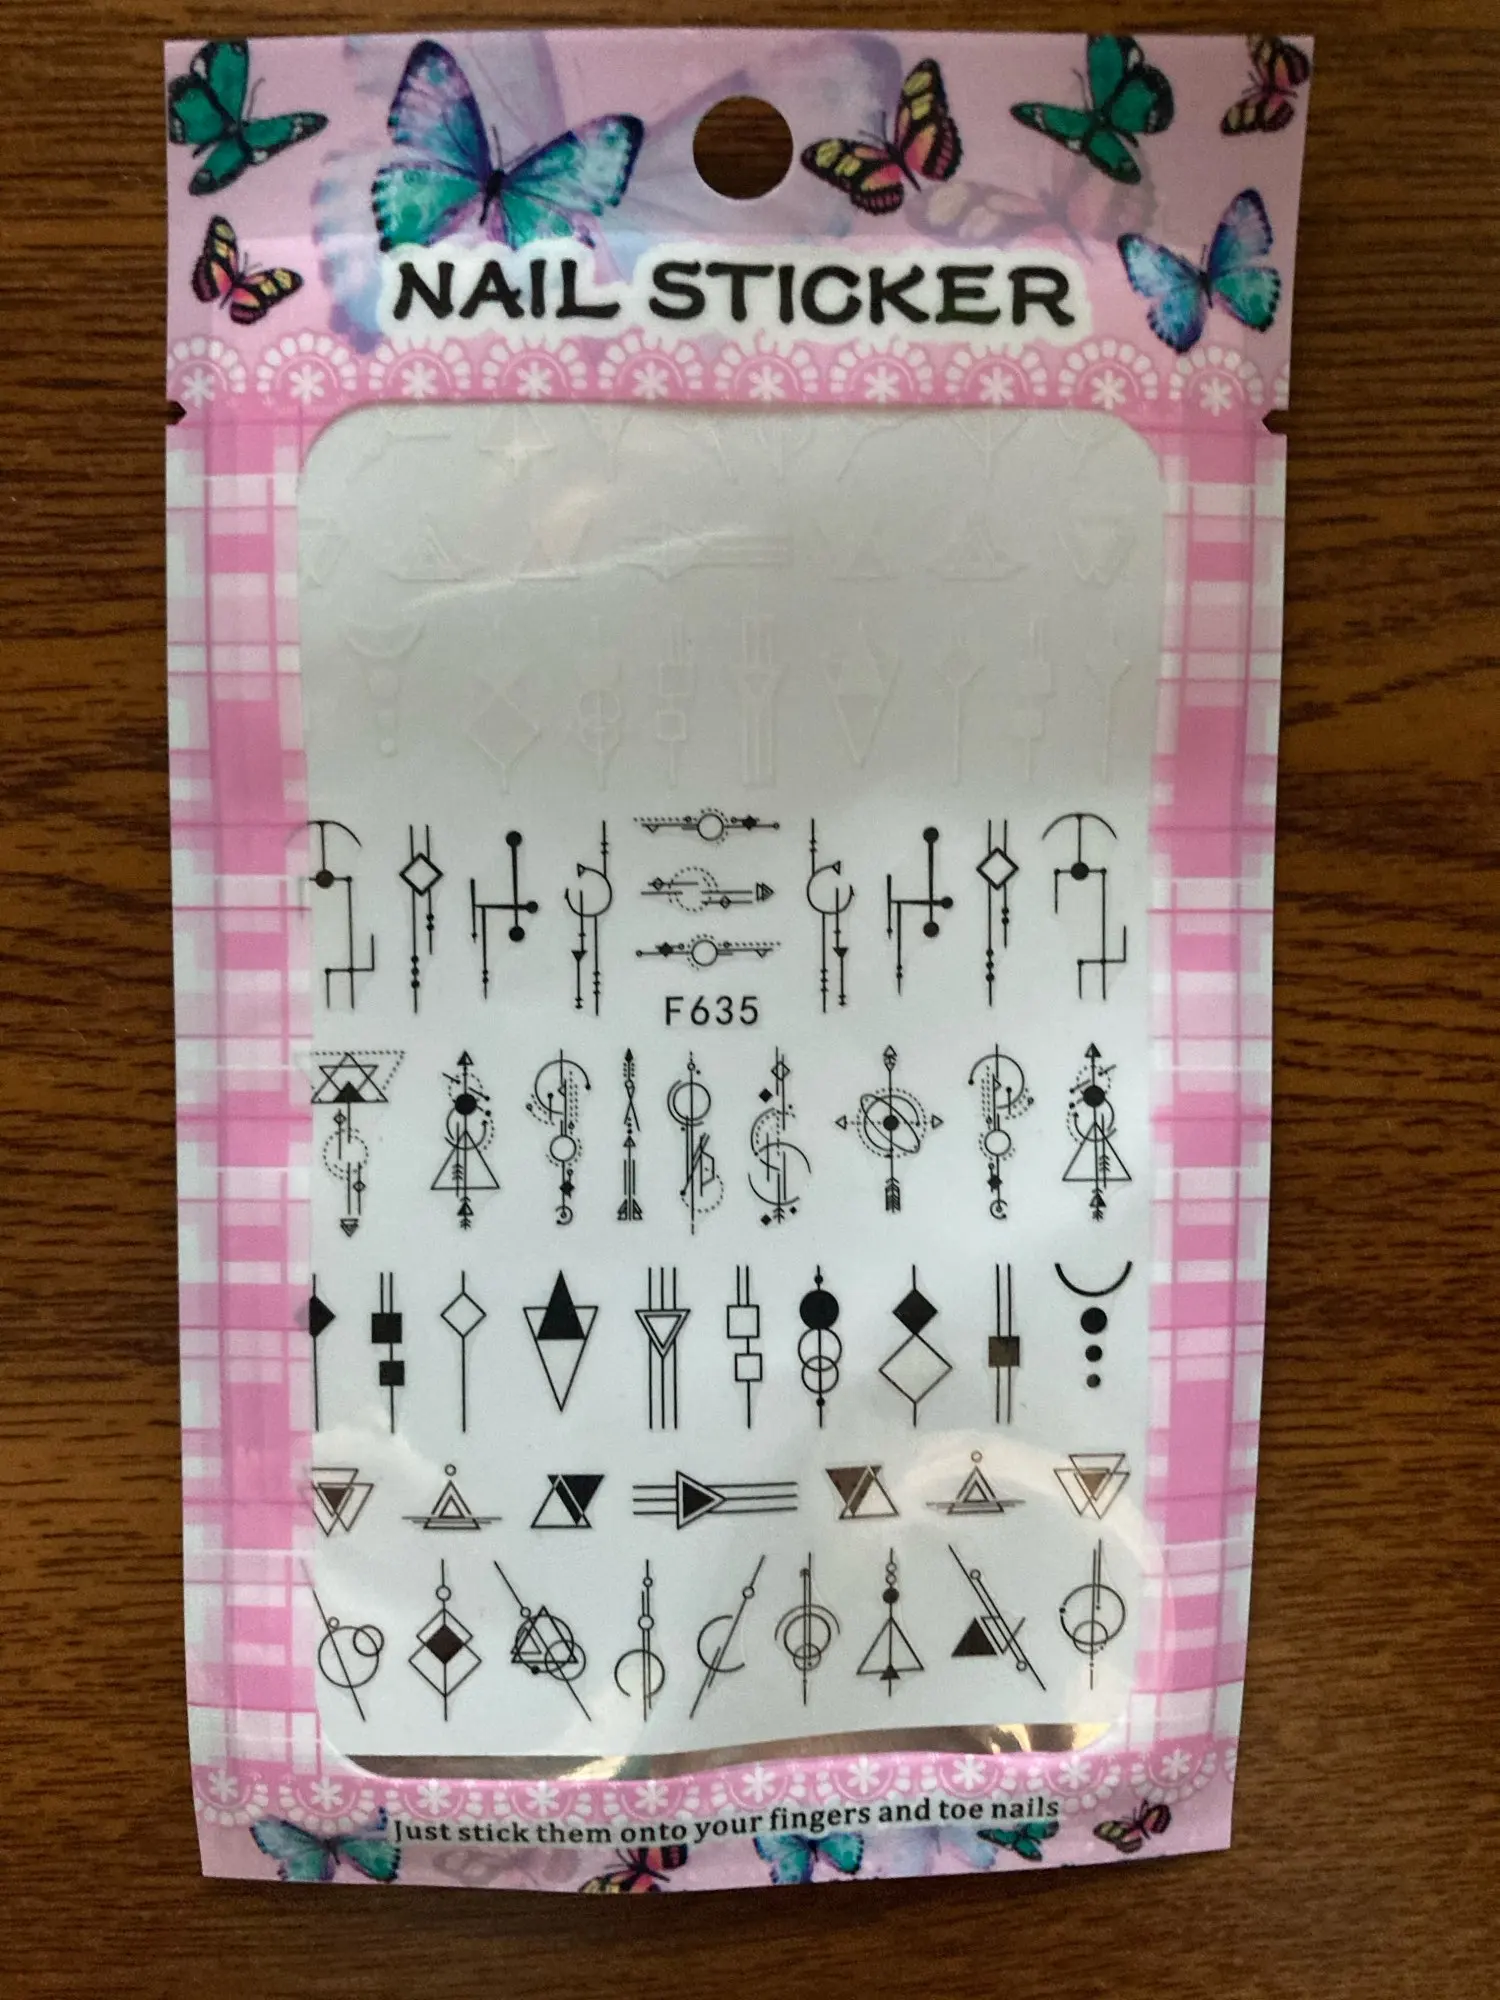 NAIL STICKER
F635
Just stick them onto your fingers and toe nails